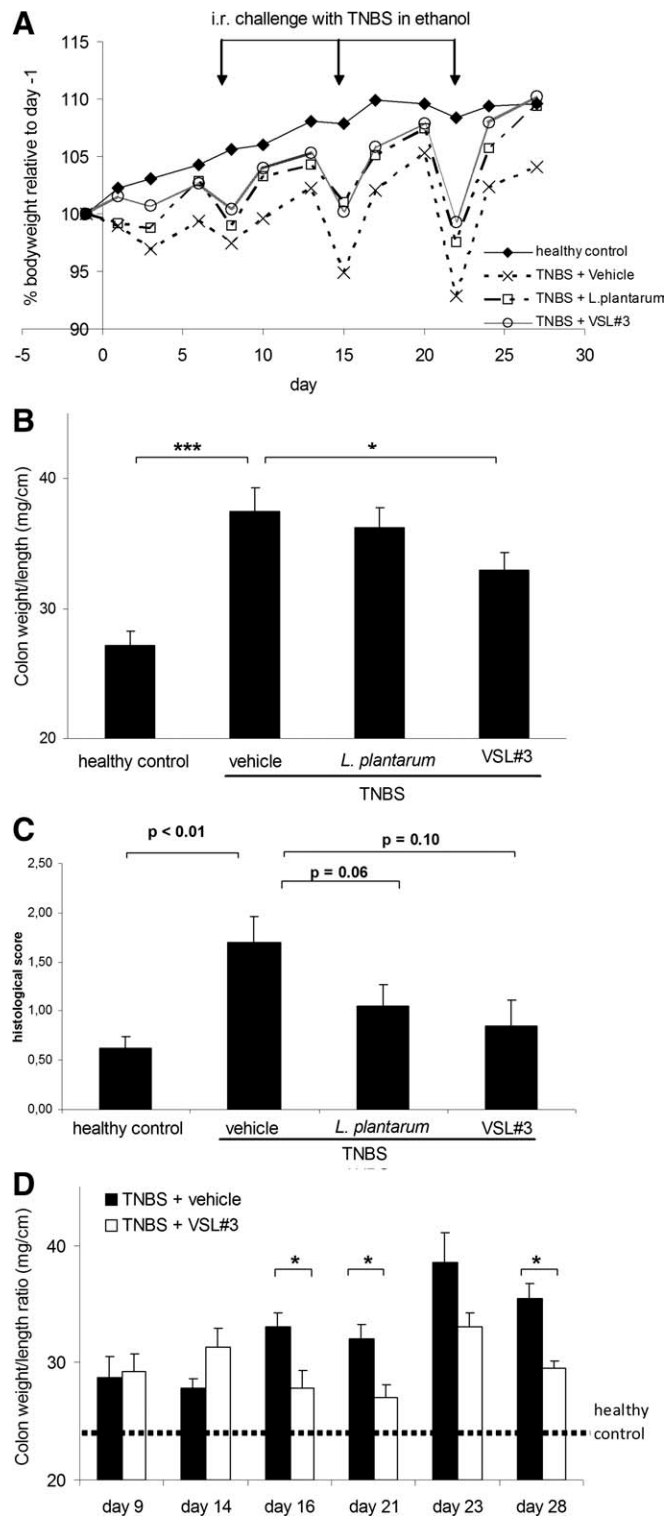 A
i.r. challenge with TNBS in ethanol
% bodyweight relative to day -1
115
110
105
100
95
90
-5 0 5 10 15 20 25 30
day
healthy control
TNBS + Vehicle
TNBS + L.plantarum
TNBS + VSL#3
B
Colon weight/length (mg/cm)
*** *
40
30
20
healthy control vehicle L. plantarum VSL#3
TNBS
C
p < 0.01 p = 0.10
p = 0.06
histological score
2,50
2,00
1,50
1,00
0,50
0,00
healthy control vehicle L. plantarum VSL#3
TNBS
D
TNBS + vehicle
TNBS + VSL#3
Colon weight/length ratio (mg/cm)
40
30
20
* * *
healthy
control
day 9 day 14 day 16 day 21 day 23 day 28